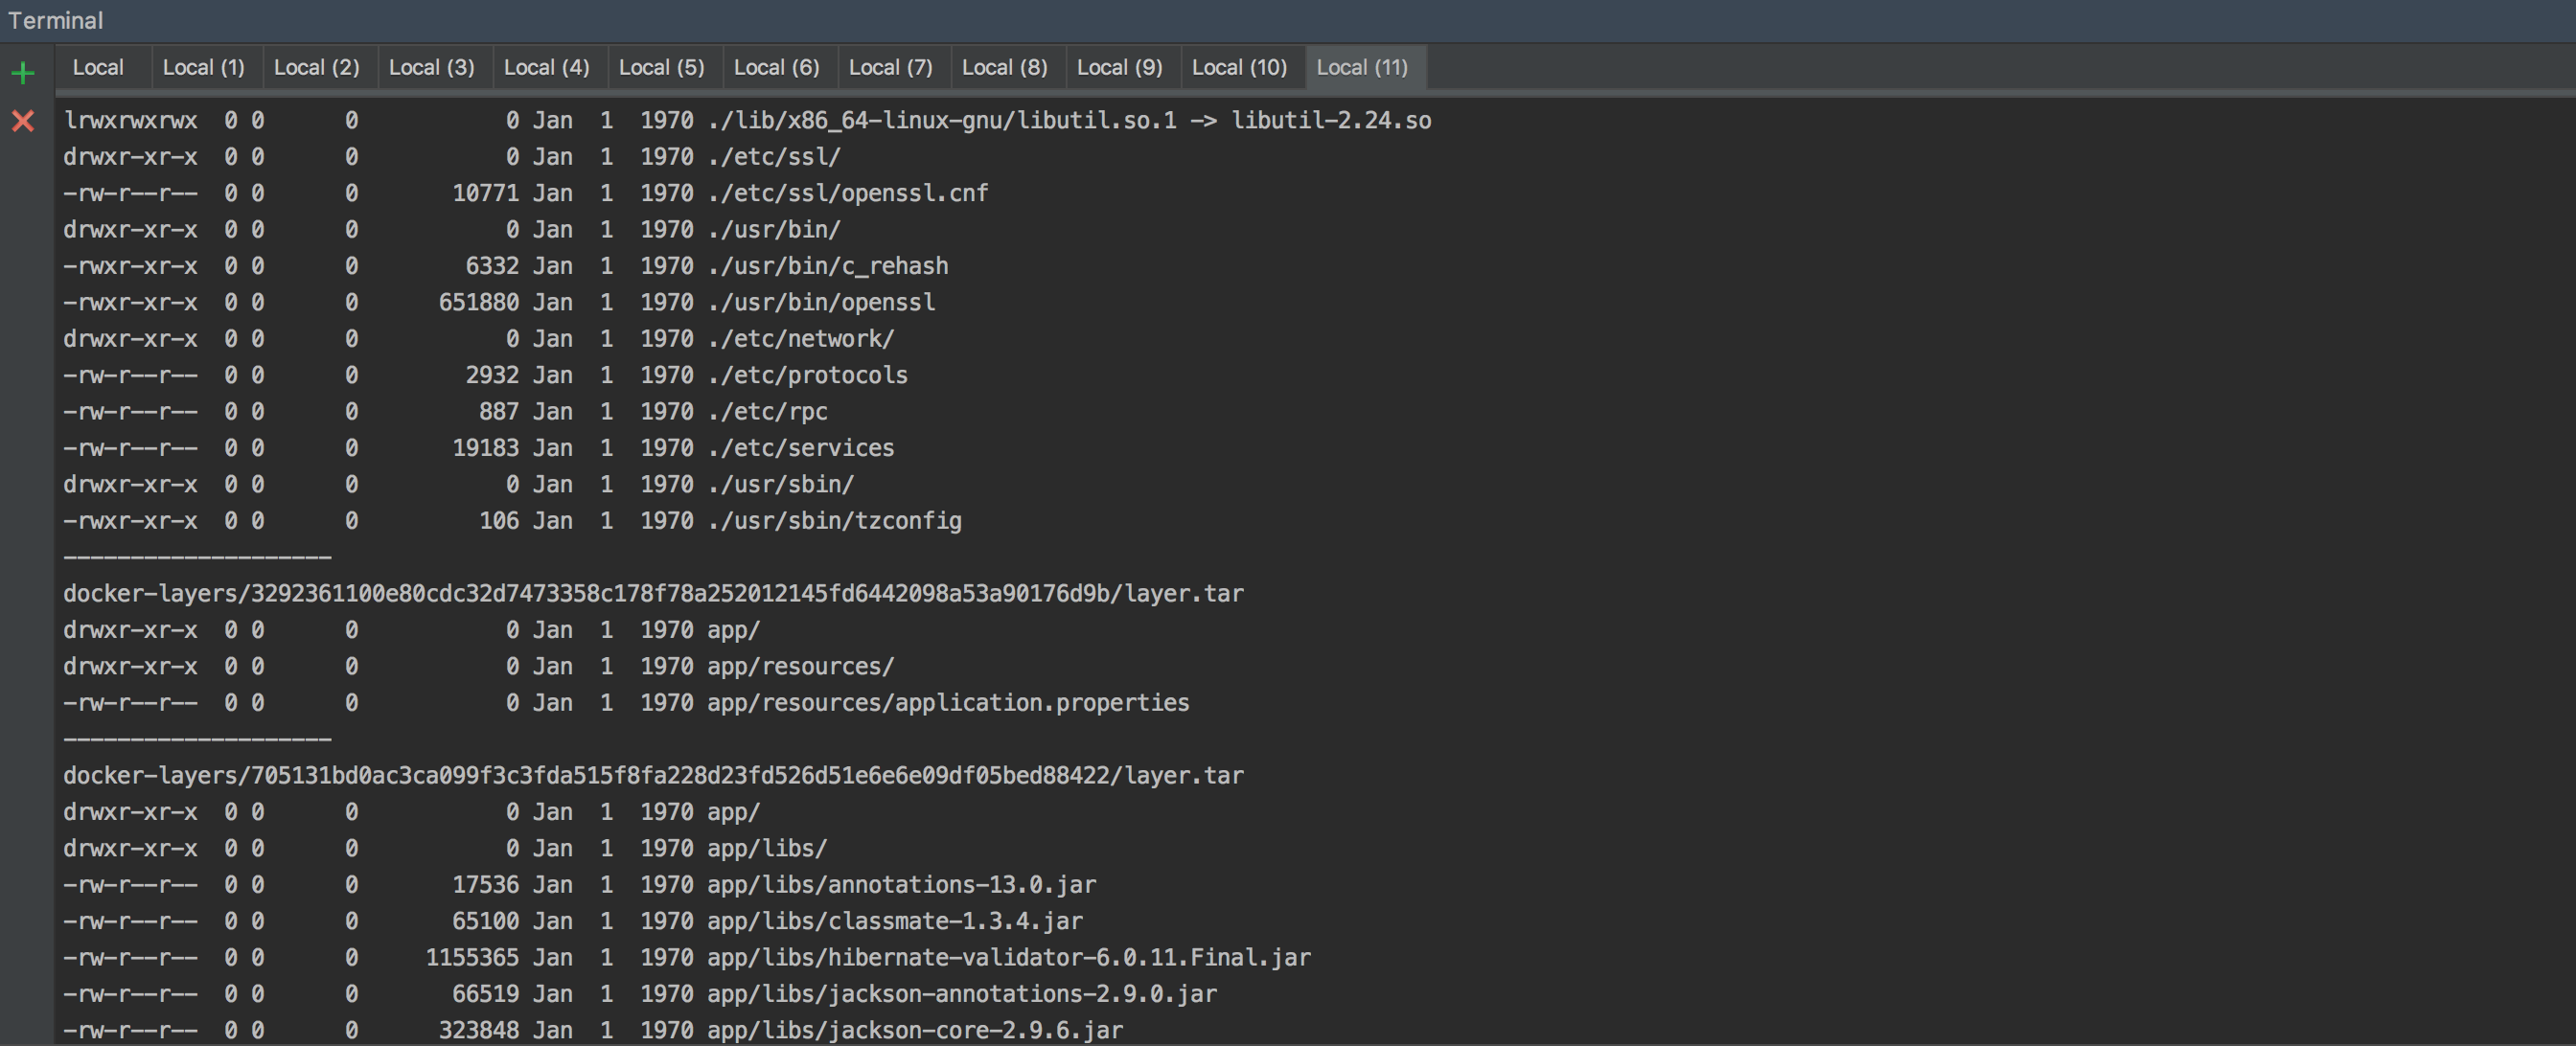 Terminal
Local Local (1) Local (2) Local (3) Local (4) Local (5) Local (6) Local (7) Local (8) Local (9) Local (10) Local (11)
lrwxrwxrwx  0 0      0           0 Jan  1  1970 ./lib/x86_64-linux-gnu/libutil.so.1 -> libutil-2.24.so
drwxr-xr-x  0 0      0           0 Jan  1  1970 ./etc/ssl/
-rw-r--r--  0 0      0       10771 Jan  1  1970 ./etc/ssl/openssl.cnf
drwxr-xr-x  0 0      0           0 Jan  1  1970 ./usr/bin/
-rwxr-xr-x  0 0      0        6332 Jan  1  1970 ./usr/bin/c_rehash
-rwxr-xr-x  0 0      0      651880 Jan  1  1970 ./usr/bin/openssl
drwxr-xr-x  0 0      0           0 Jan  1  1970 ./etc/network/
-rw-r--r--  0 0      0        2932 Jan  1  1970 ./etc/protocols
-rw-r--r--  0 0      0         887 Jan  1  1970 ./etc/rpc
-rw-r--r--  0 0      0       19183 Jan  1  1970 ./etc/services
drwxr-xr-x  0 0      0           0 Jan  1  1970 ./usr/sbin/
-rwxr-xr-x  0 0      0         106 Jan  1  1970 ./usr/sbin/tzconfig
--------------------
docker-layers/3292361100e80cdc32d7473358c178f78a252012145fd6442098a53a90176d9b/layer.tar
drwxr-xr-x  0 0      0           0 Jan  1  1970 app/
drwxr-xr-x  0 0      0           0 Jan  1  1970 app/resources/
-rw-r--r--  0 0      0           0 Jan  1  1970 app/resources/application.properties
--------------------
docker-layers/705131bd0ac3ca099f3c3fda515f8fa228d23fd526d51e6e6e09df05bed88422/layer.tar
drwxr-xr-x  0 0      0           0 Jan  1  1970 app/
drwxr-xr-x  0 0      0           0 Jan  1  1970 app/libs/
-rw-r--r--  0 0      0       17536 Jan  1  1970 app/libs/annotations-13.0.jar
-rw-r--r--  0 0      0       65100 Jan  1  1970 app/libs/classmate-1.3.4.jar
-rw-r--r--  0 0      0     1155365 Jan  1  1970 app/libs/hibernate-validator-6.0.11.Final.jar
-rw-r--r--  0 0      0       66519 Jan  1  1970 app/libs/jackson-annotations-2.9.0.jar
-rw-r--r--  0 0      0      323848 Jan  1  1970 app/libs/jackson-core-2.9.6.jar